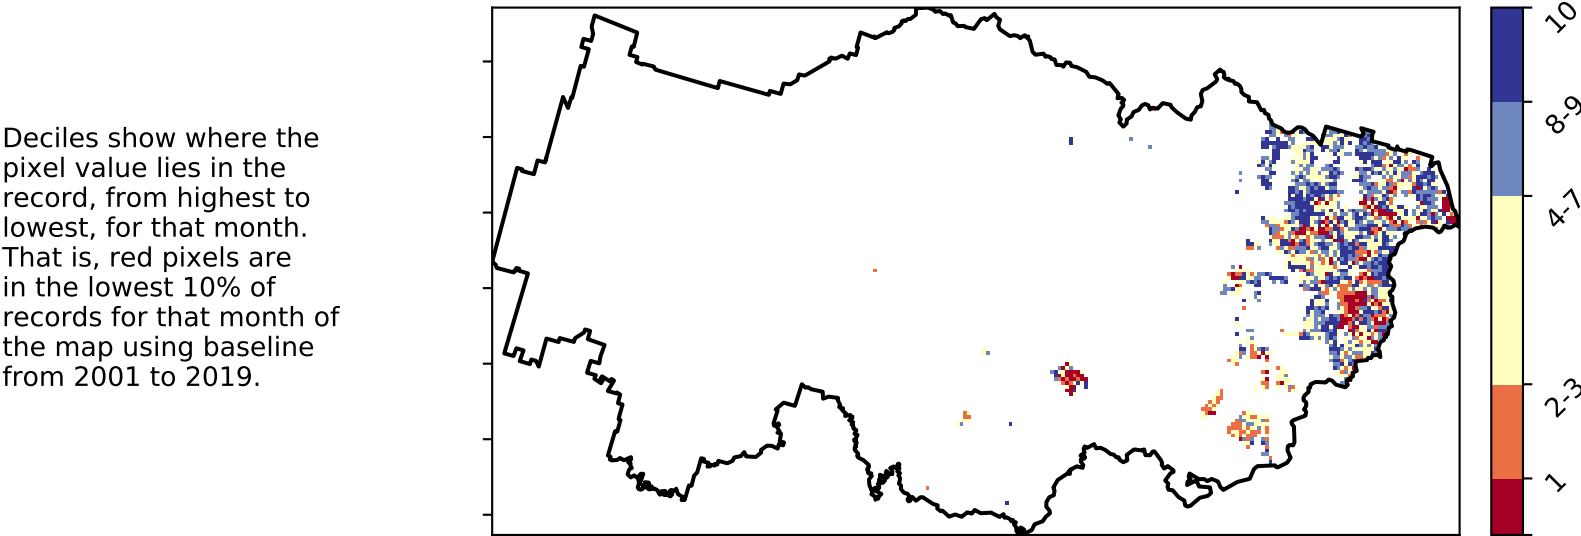 Deciles show where the
pixel value lies in the
record, from highest to
lowest, for that month.
That is, red pixels are
in the lowest 10% of
records for that month of
the map using baseline
from 2001 to 2019.
10
8-9
4-7
2-3
1